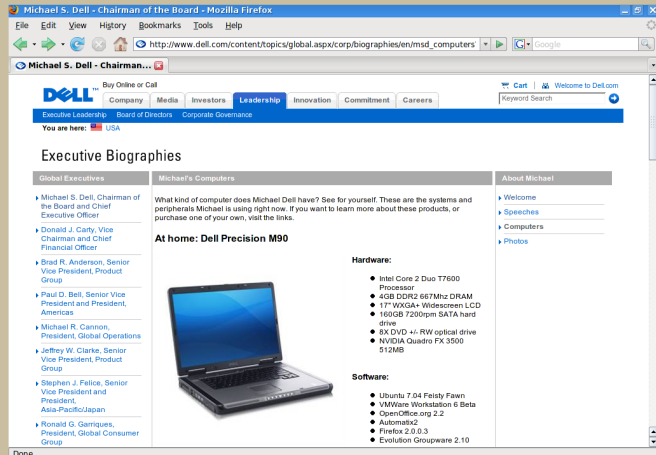 Michael S. Dell - Chairman of the Board - Mozilla Firefox
File Edit View History Bookmarks Tools Help
http://www.dell.com/content/topics/global.aspx/corp/biographies/en/msd_computers
Google
Michael S. Dell - Chairman...
DELL™ Buy Online or Call
Cart | Welcome to Dell.com
Company Media Investors Leadership Innovation Commitment Careers
Keyword Search
Executive Leadership Board of Directors Corporate Governance
You are here: USA
Executive Biographies
Global Executives
Michael S. Dell, Chairman of
the Board and Chief
Executive Officer
Donald J. Carty, Vice
Chairman and Chief
Financial Officer
Brad R. Anderson, Senior
Vice President, Product
Group
Paul D. Bell, Senior Vice
President and President,
Americas
Michael R. Cannon,
President, Global Operations
Jeffrey W. Clarke, Senior
Vice President, Product
Group
Stephen J. Felice, Senior
Vice President and
President,
Asia-Pacific/Japan
Ronald G. Garriques,
President, Global Consumer
Group
Michael's Computers
What kind of computer does Michael Dell have? See for yourself. These are the systems and
peripherals Michael is using right now. If you want to learn more about these products, or
purchase one of your own, visit the links.
At home: Dell Precision M90
Hardware:
Intel Core 2 Duo T7600
Processor
4GB DDR2 667Mhz DRAM
17" WXGA+ Widescreen LCD
160GB 7200rpm SATA hard
drive
8X DVD +/- RW optical drive
NVIDIA Quadro FX 3500
512MB
Software:
Ubuntu 7.04 Feisty Fawn
VMWare Workstation 6 Beta
OpenOffice.org 2.2
Automatix2
Firefox 2.0.0.3
Evolution Groupware 2.10
About Michael
Welcome
Speeches
Computers
Photos
Done